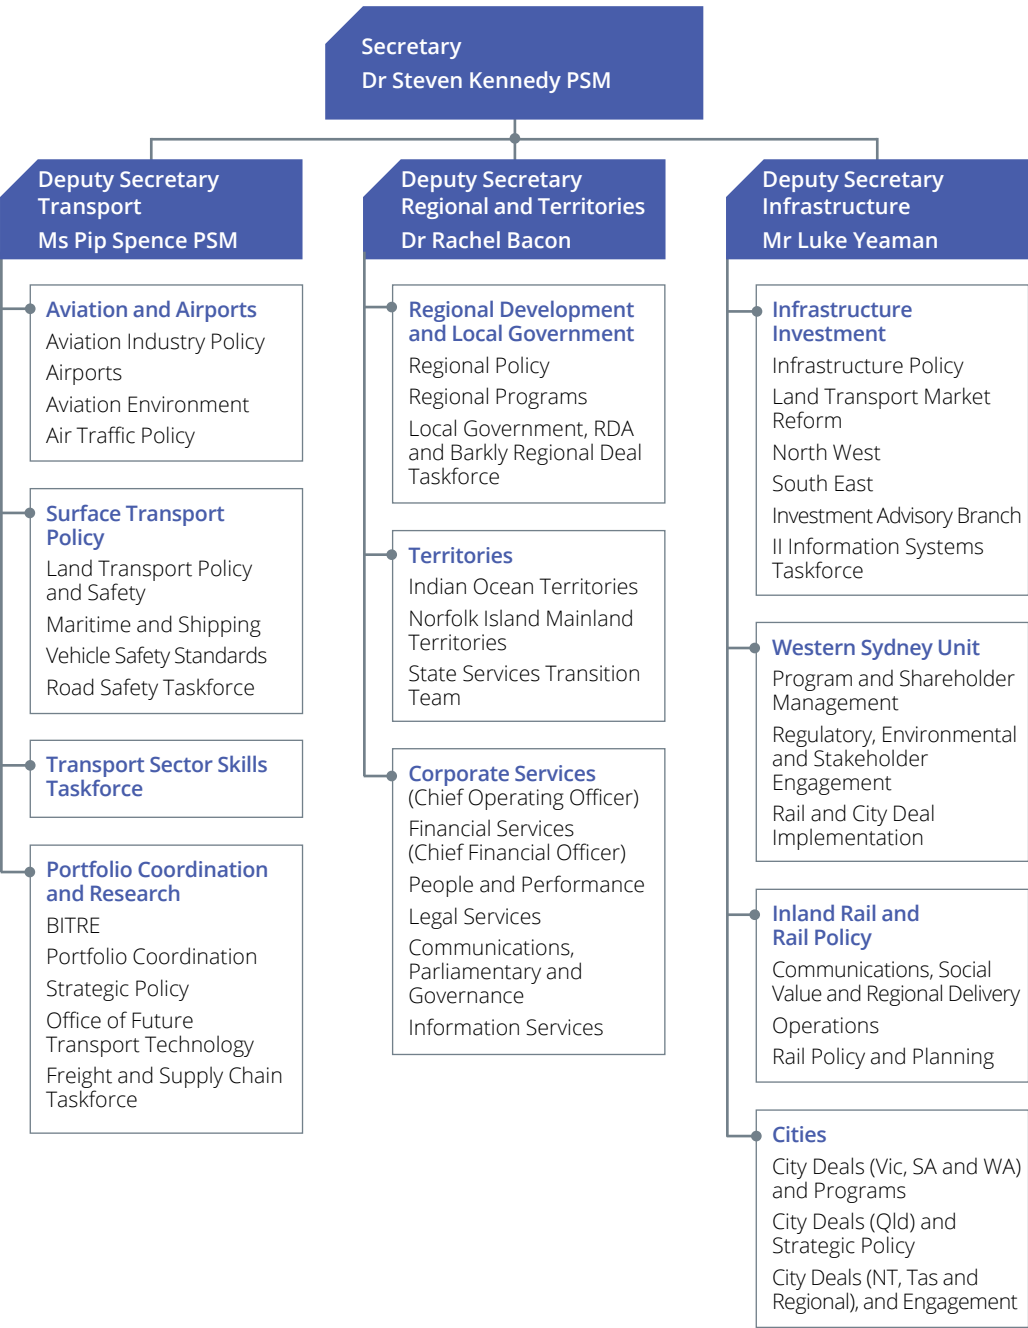 Secretary
Dr Steven Kennedy PSM
Deputy Secretary
Transport
Ms Pip Spence PSM
Aviation and Airports
Aviation Industry Policy
Airports
Aviation Environment
Air Traffic Policy
Surface Transport
Policy
Land Transport Policy
and Safety
Maritime and Shipping
Vehicle Safety Standards
Road Safety Taskforce
Transport Sector Skills
Taskforce
Portfolio Coordination
and Research
BITRE
Portfolio Coordination
Strategic Policy
Office of Future
Transport Technology
Freight and Supply Chain
Taskforce
Deputy Secretary
Regional and Territories
Dr Rachel Bacon
Regional Development
and Local Government
Regional Policy
Regional Programs
Local Government, RDA
and Barkly Regional Deal
Taskforce
Territories
Indian Ocean Territories
Norfolk Island Mainland
Territories
State Services Transition
Team
Corporate Services
(Chief Operating Officer)
Financial Services
(Chief Financial Officer)
People and Performance
Legal Services
Communications,
Parliamentary and
Governance
Information Services
Deputy Secretary
Infrastructure
Mr Luke Yeaman
Infrastructure
Investment
Infrastructure Policy
Land Transport Market
Reform
North West
South East
Investment Advisory Branch
II Information Systems
Taskforce
Western Sydney Unit
Program and Shareholder
Management
Regulatory, Environmental
and Stakeholder
Engagement
Rail and City Deal
Implementation
Inland Rail and
Rail Policy
Communications, Social
Value and Regional Delivery
Operations
Rail Policy and Planning
Cities
City Deals (Vic, SA and WA)
and Programs
City Deals (Qld) and
Strategic Policy
City Deals (NT, Tas and
Regional), and Engagement